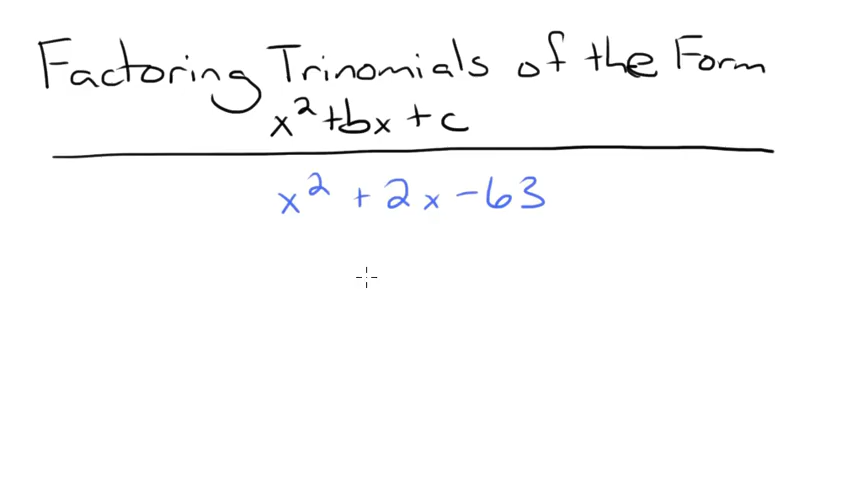 Factoring Trinomials of the Form
x² + bx + c
x² + 2x - 63